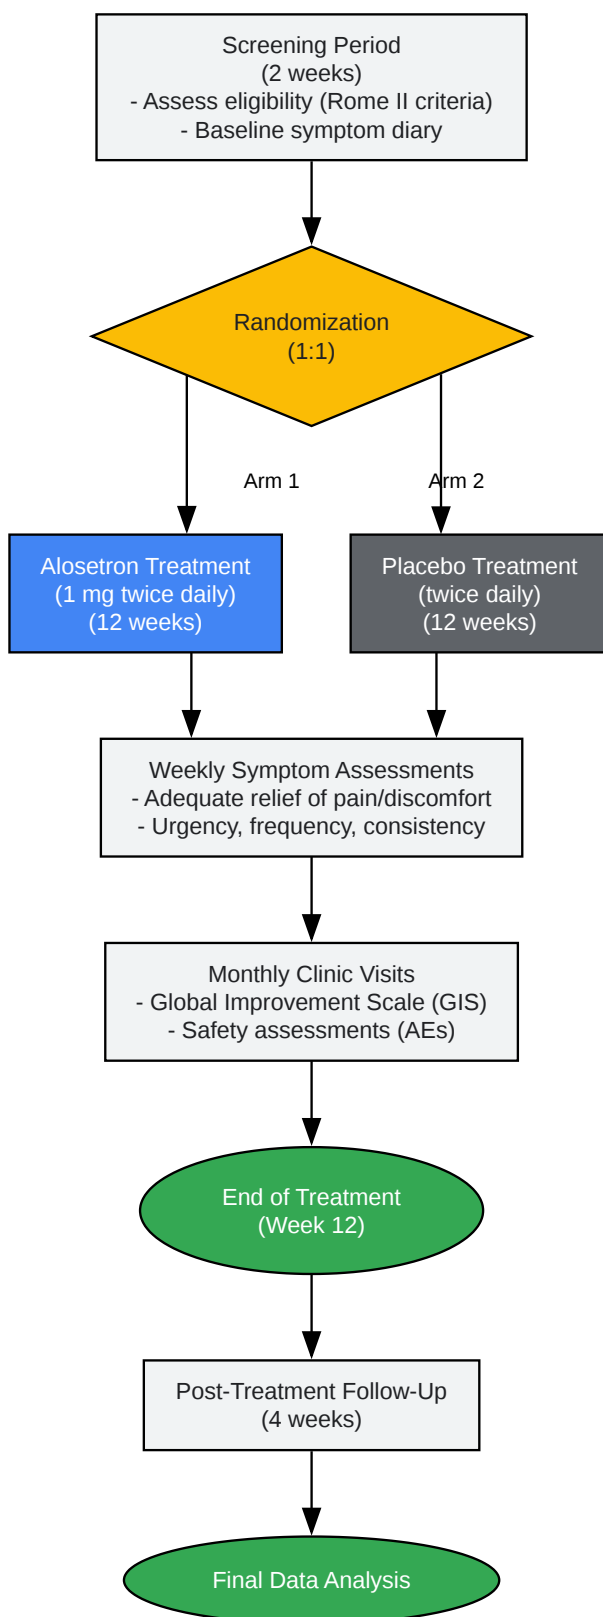 Screening Period
(2 weeks)
- Assess eligibility (Rome II criteria)
- Baseline symptom diary
Randomization
(1:1)
Arm 1
Arm 2
Alosetron Treatment
(1 mg twice daily)
(12 weeks)
Placebo Treatment
(twice daily)
(12 weeks)
Weekly Symptom Assessments
- Adequate relief of pain/discomfort
- Urgency, frequency, consistency
Monthly Clinic Visits
- Global Improvement Scale (GIS)
- Safety assessments (AEs)
End of Treatment
(Week 12)
Post-Treatment Follow-Up
(4 weeks)
Final Data Analysis